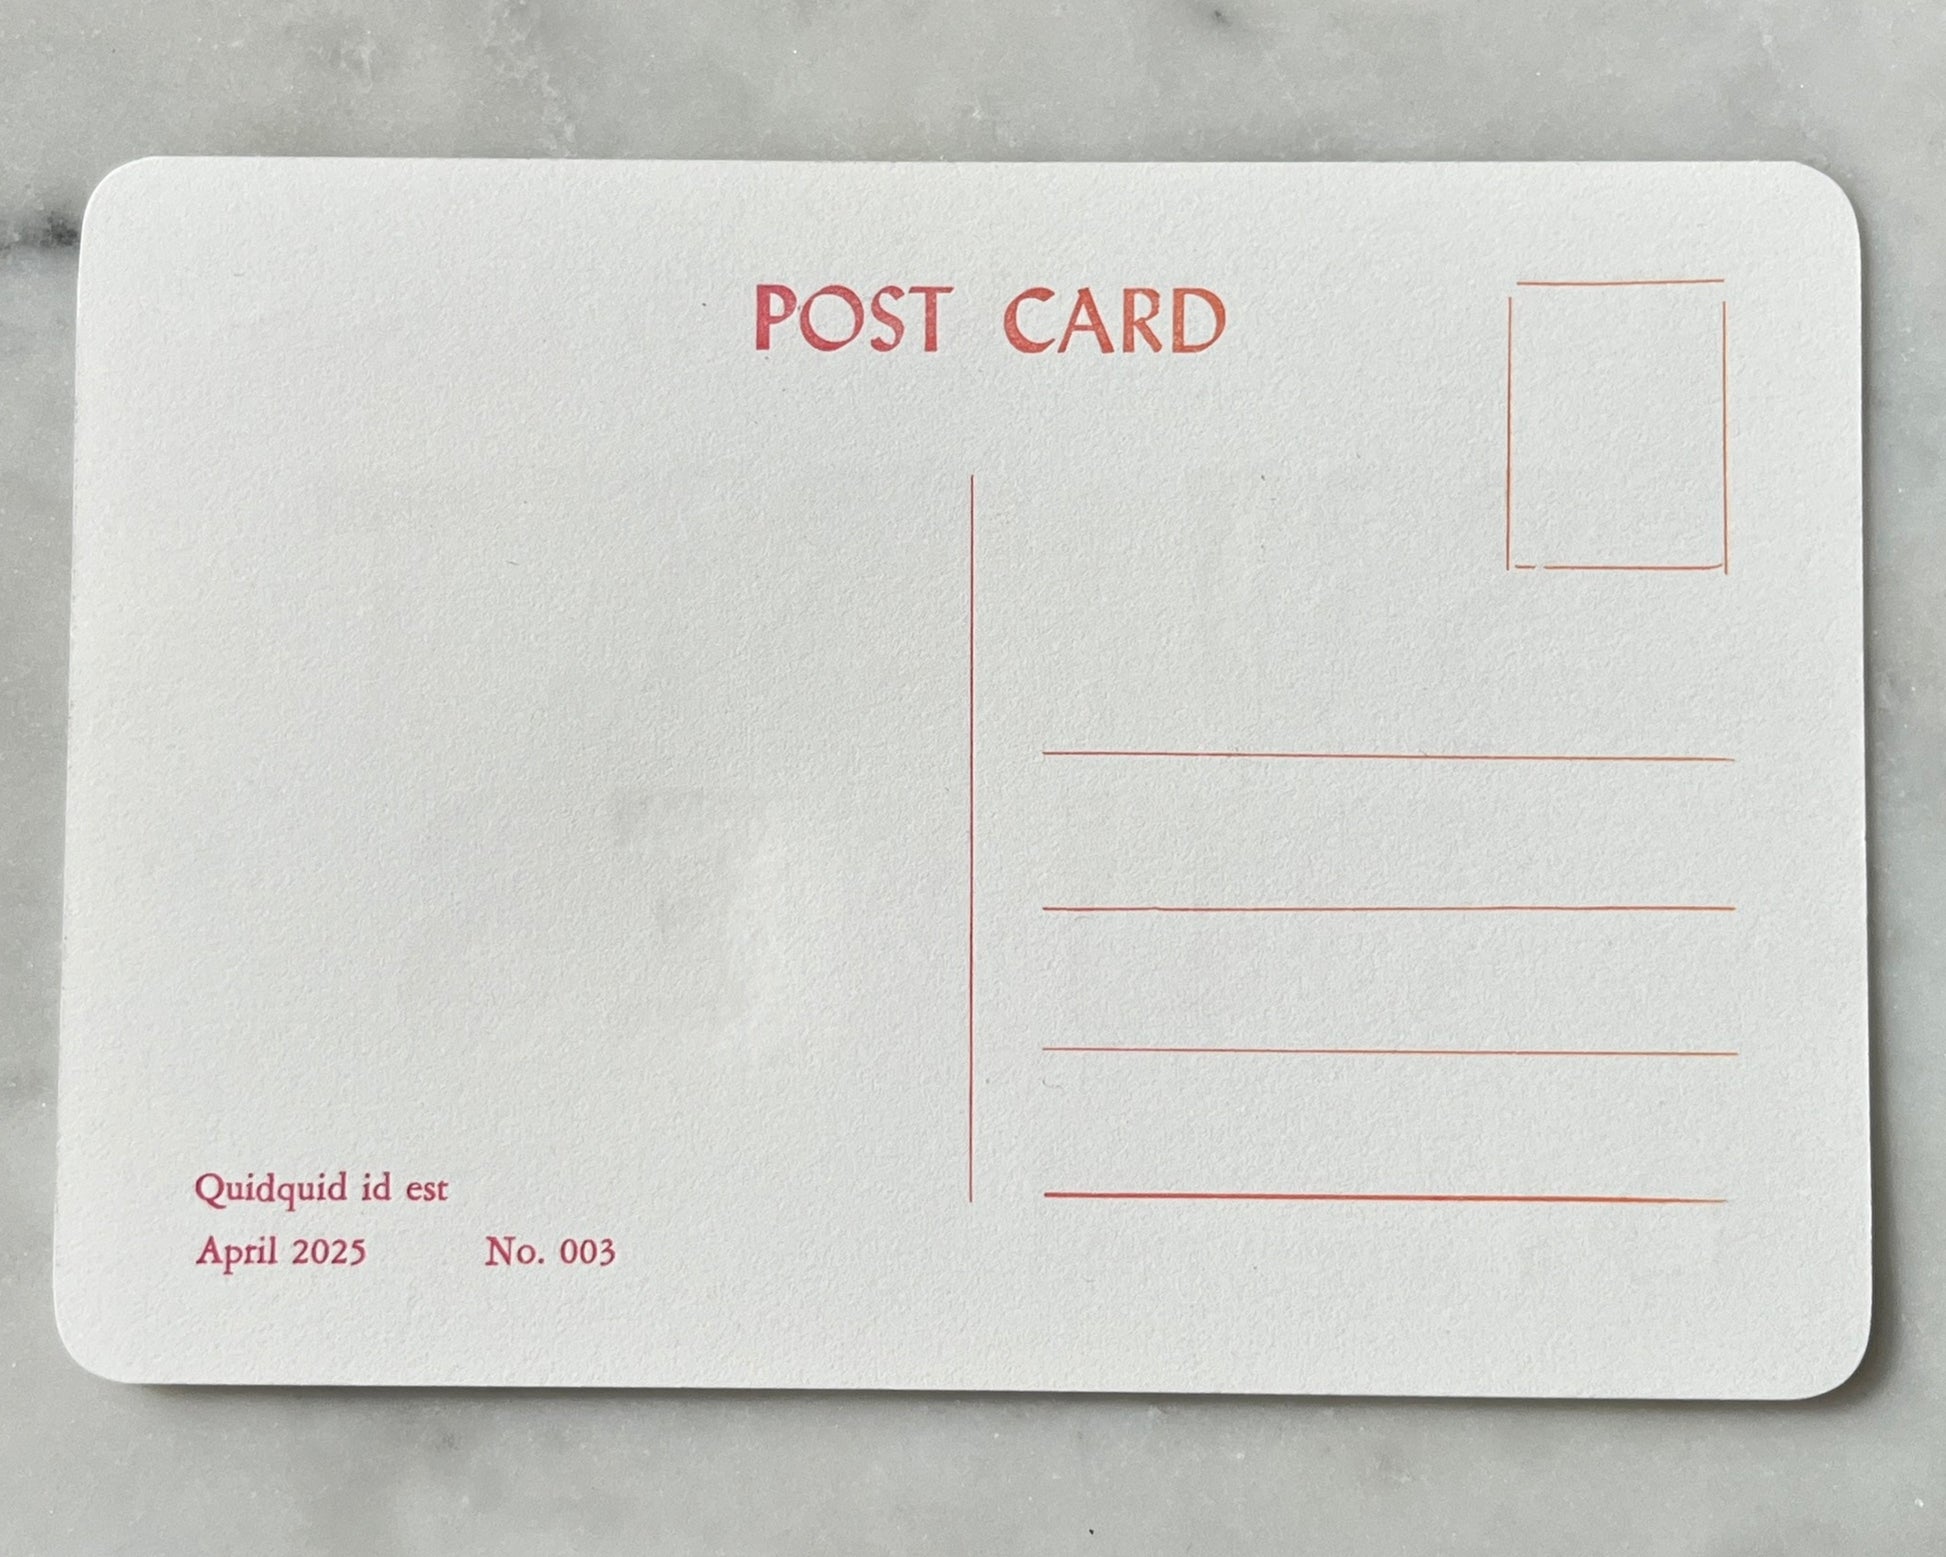 POST CARD
Quidquid id est
April 2025 No. 003